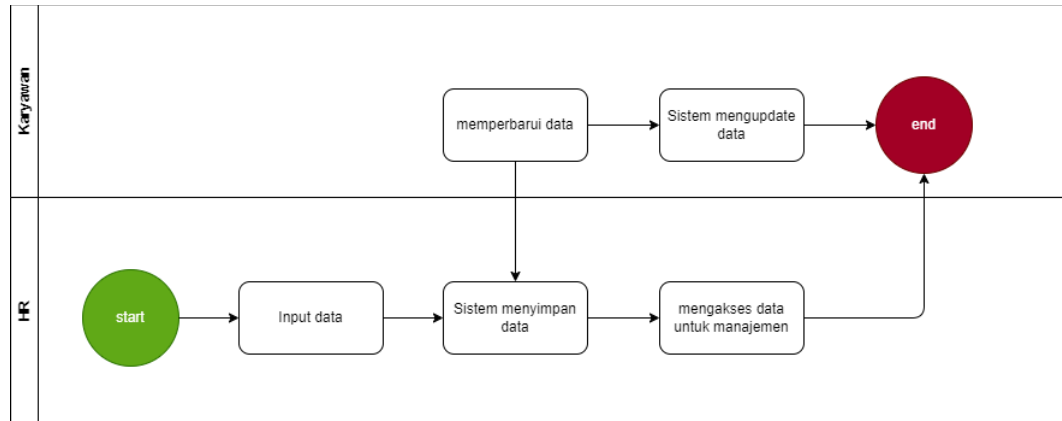 Karyawan
memperbarui data
Sistem mengupdate
data
end
HR
start
Input data
Sistem menyimpan
data
mengakses data
untuk manajemen